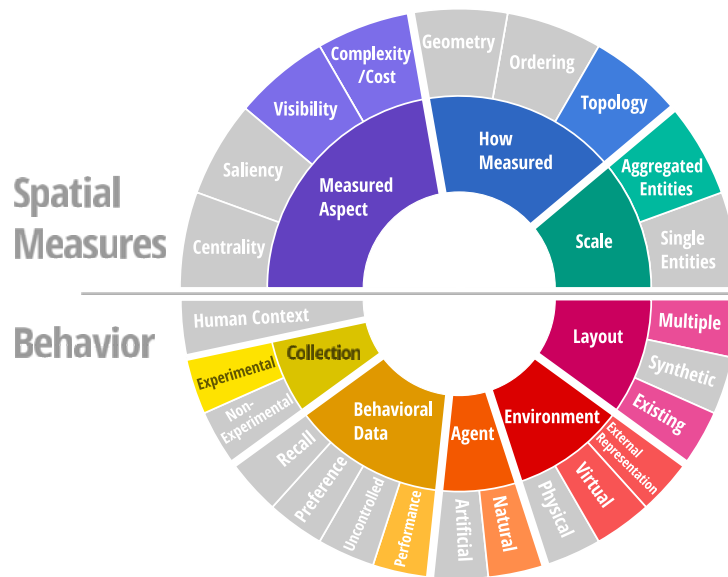 Geometry
Ordering
Complexity
/Cost
Visibility
Topology
How
Measured
Saliency
Measured
Aspect
Aggregated
Entities
Centrality
Scale
Single
Entities
Spatial
Measures
Behavior
Human Context
Layout
Multiple
Experimental
Collection
Synthetic
Non-
Experimental
Behavioral
Data
Agent
Environment
Existing
Recall
Preference
Uncontrolled
Performance
Artificial
Natural
Physical
Virtual
External
Representation